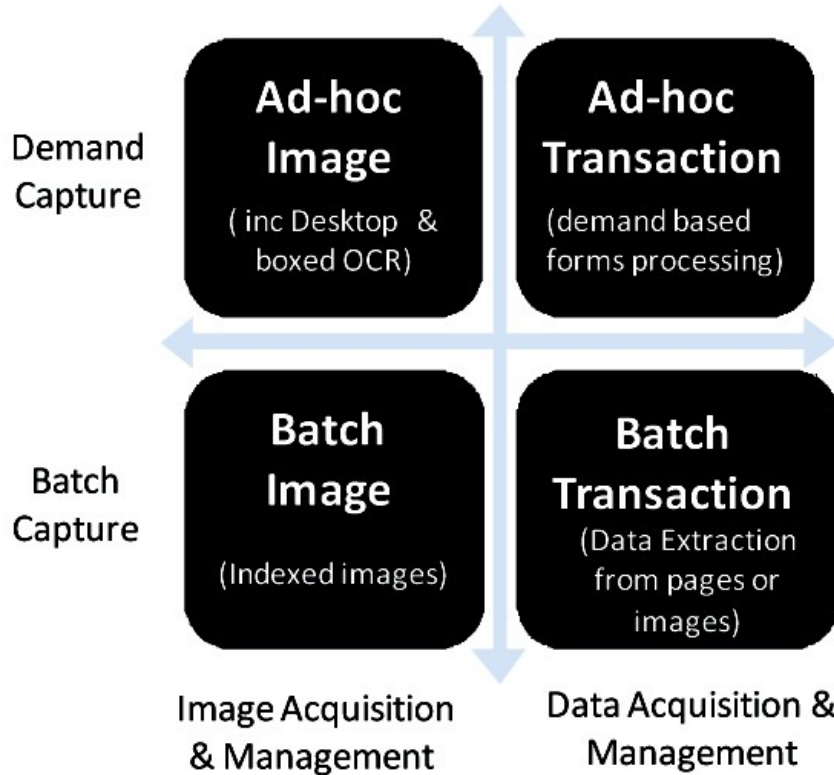 Demand
Capture
Ad-hoc
Image
( inc Desktop &
boxed OCR)
Ad-hoc
Transaction
(demand based
forms processing)
Batch
Capture
Batch
Image
(Indexed images)
Batch
Transaction
(Data Extraction
from pages or
images)
Image Acquisition
& Management
Data Acquisition &
Management